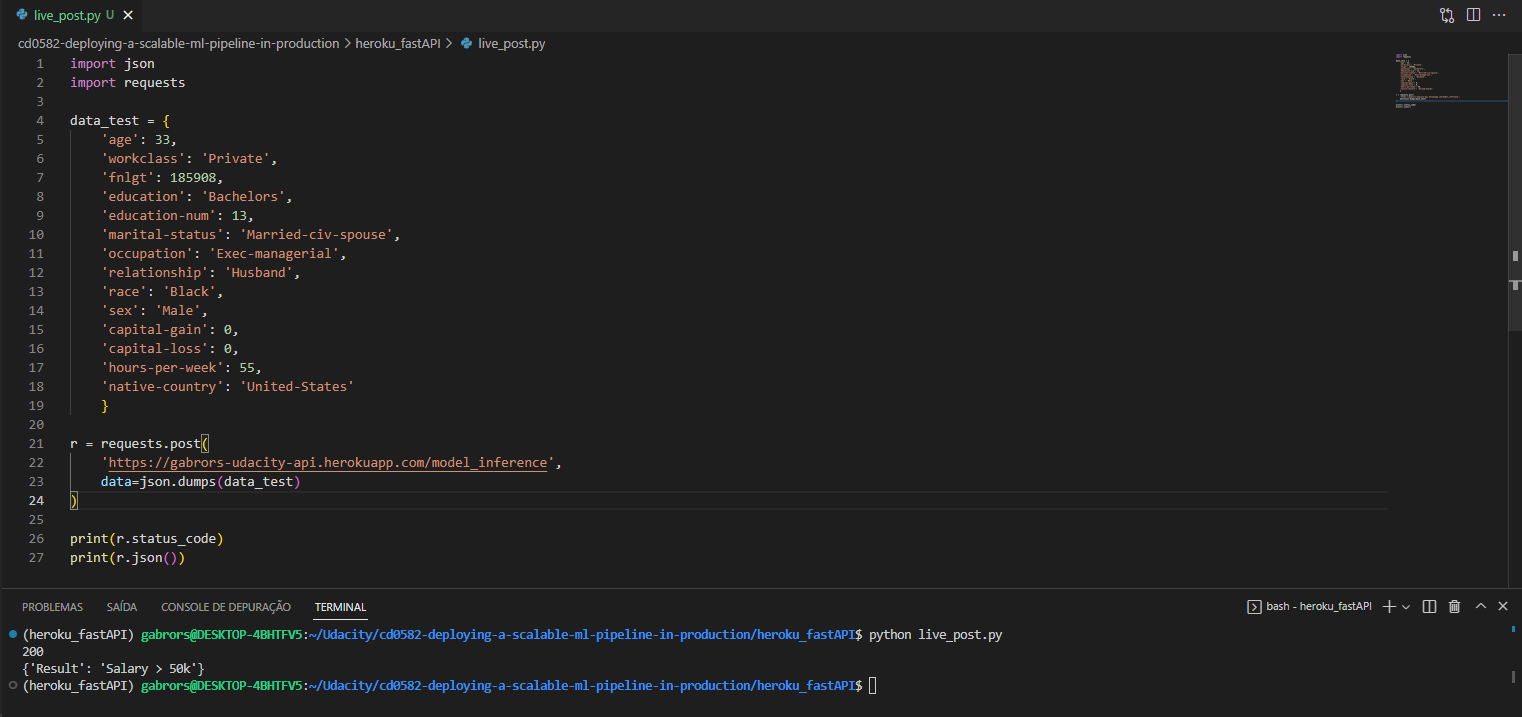 live_post.py U
cd0582-deploying-a-scalable-ml-pipeline-in-production > heroku_fastAPI > live_post.py
1 import json
2 import requests
3
4 data_test = {
5     'age': 33,
6     'workclass': 'Private',
7     'fnlgt': 185908,
8     'education': 'Bachelors',
9     'education-num': 13,
10     'marital-status': 'Married-civ-spouse',
11     'occupation': 'Exec-managerial',
12     'relationship': 'Husband',
13     'race': 'Black',
14     'sex': 'Male',
15     'capital-gain': 0,
16     'capital-loss': 0,
17     'hours-per-week': 55,
18     'native-country': 'United-States'
19     }
20
21 r = requests.post(
22     'https://gabrors-udacity-api.herokuapp.com/model_inference',
23     data=json.dumps(data_test)
24 )
25
26 print(r.status_code)
27 print(r.json())
PROBLEMAS SAÍDA CONSOLE DE DEPURAÇÃO TERMINAL bash - heroku_fastAPI
(heroku_fastAPI) gabrors@DESKTOP-4BHTFV5:~/Udacity/cd0582-deploying-a-scalable-ml-pipeline-in-production/heroku_fastAPI$ python live_post.py
200
{'Result': 'Salary > 50k'}
(heroku_fastAPI) gabrors@DESKTOP-4BHTFV5:~/Udacity/cd0582-deploying-a-scalable-ml-pipeline-in-production/heroku_fastAPI$